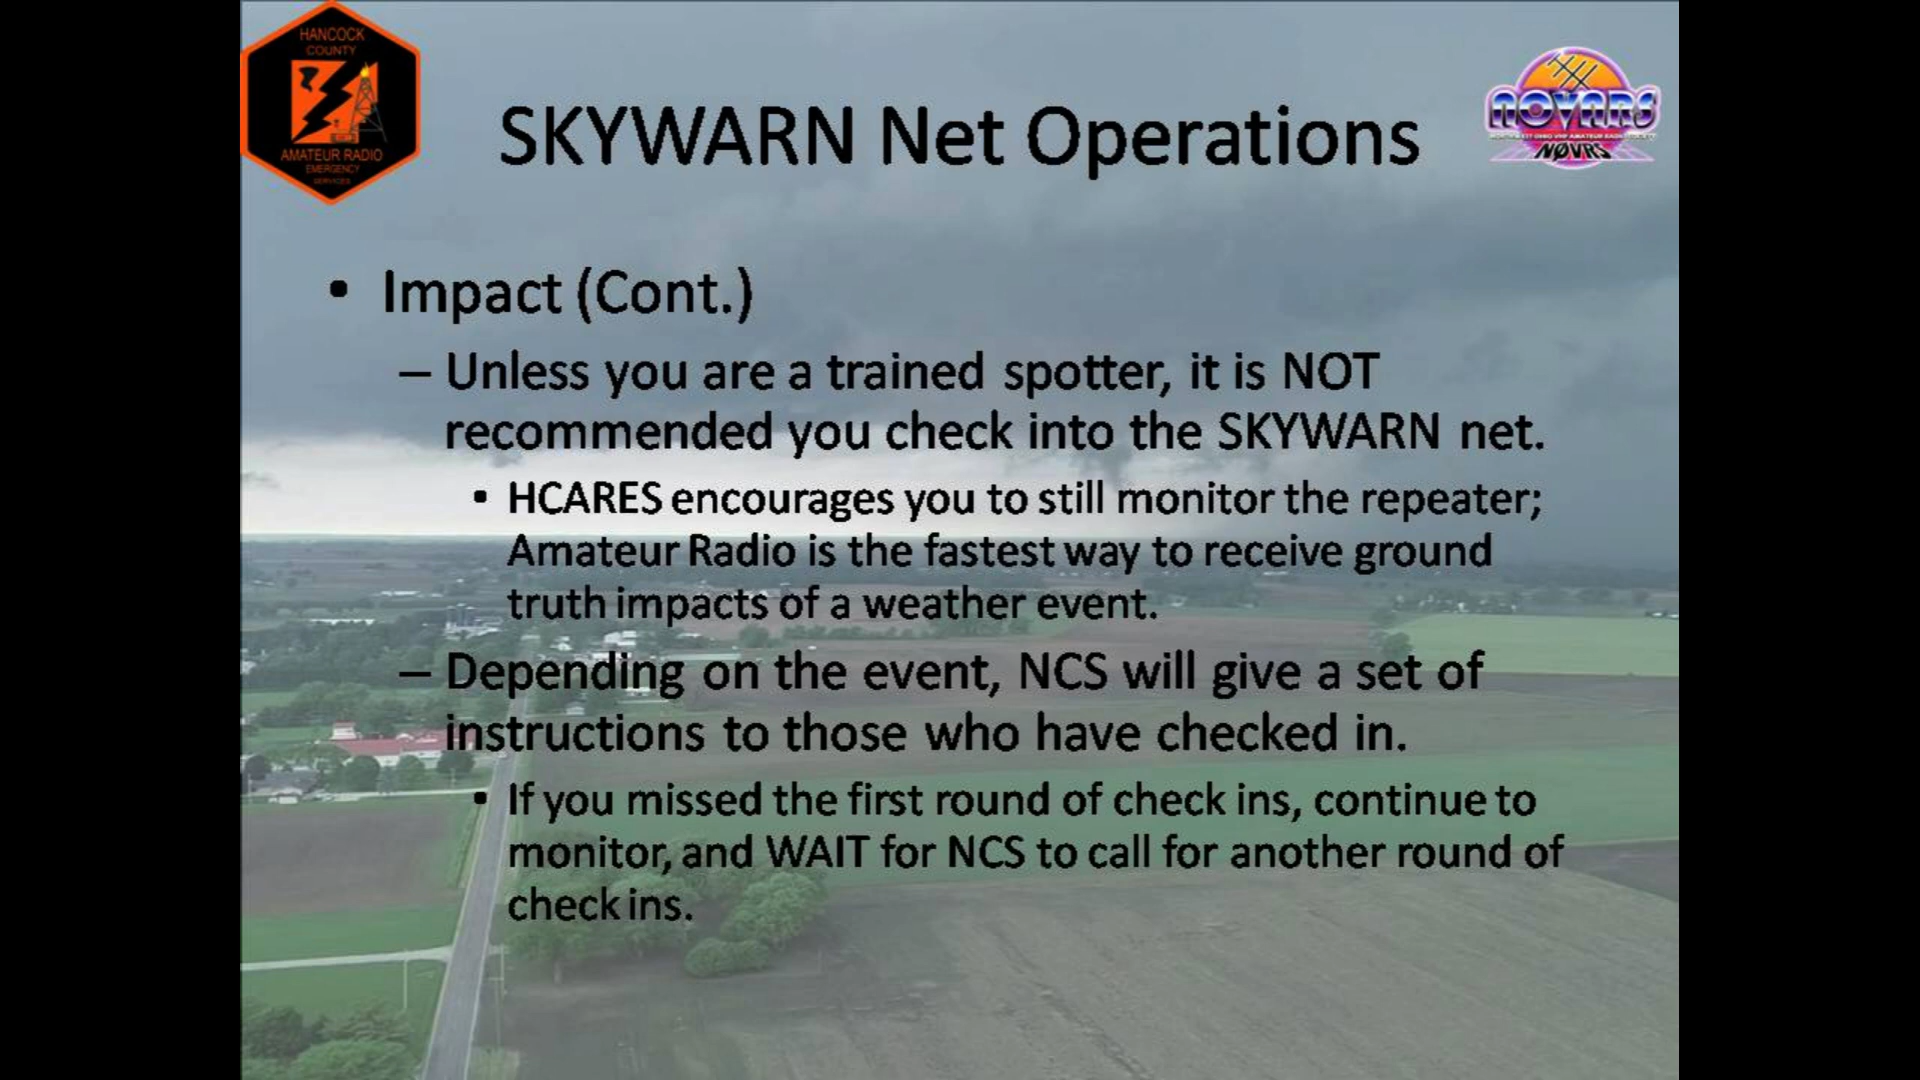 HANCOCK
COUNTY
AMATEUR RADIO
EMERGENCY
SERVICES
SKYWARN Net Operations
NOVARS
NØVRS
• Impact (Cont.)
– Unless you are a trained spotter, it is NOT
recommended you check into the SKYWARN net.
• HCARES encourages you to still monitor the repeater;
Amateur Radio is the fastest way to receive ground
truth impacts of a weather event.
– Depending on the event, NCS will give a set of
instructions to those who have checked in.
• If you missed the first round of check ins, continue to
monitor, and WAIT for NCS to call for another round of
check ins.